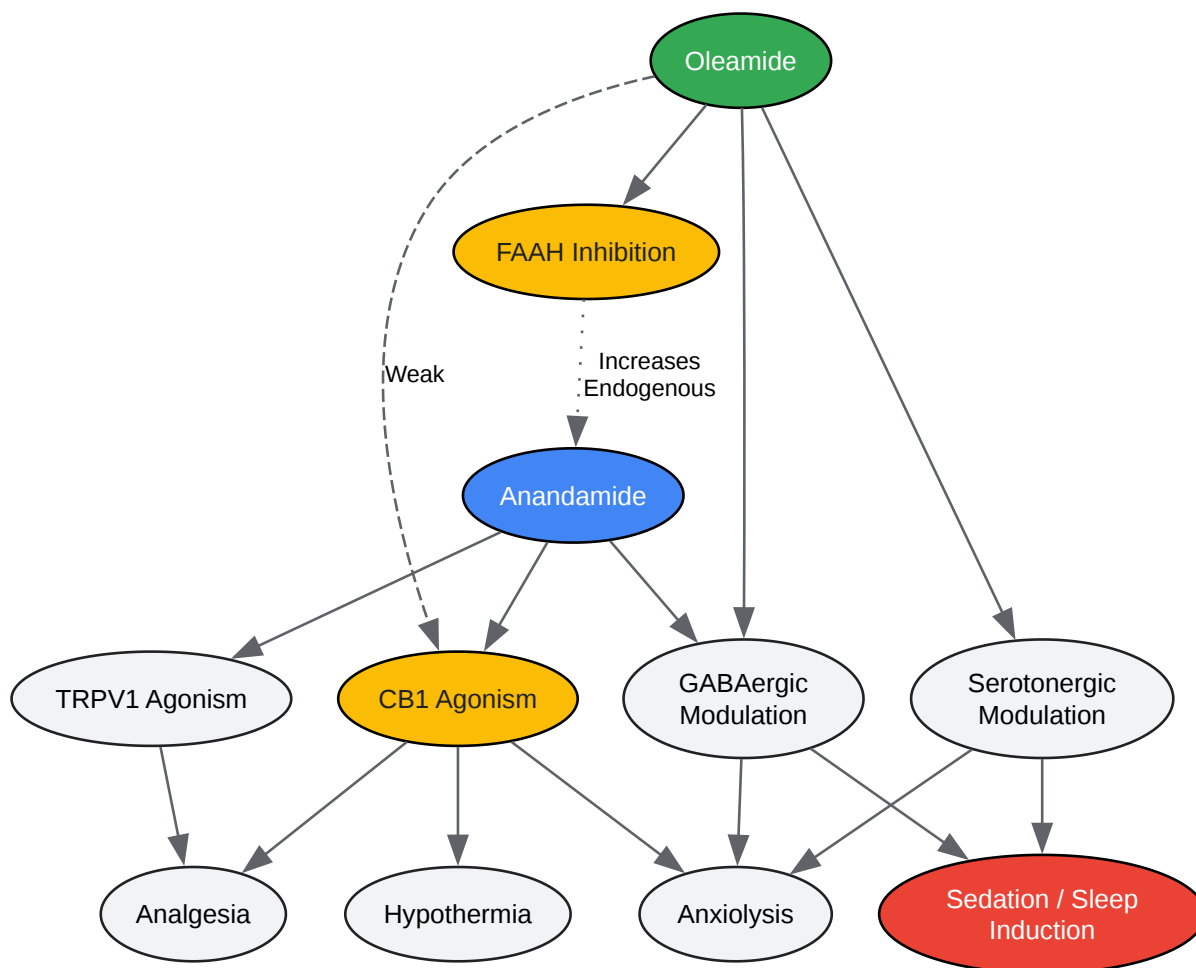 Oleamide
FAAH Inhibition
Weak
Increases
Endogenous
Anandamide
TRPV1 Agonism
CB1 Agonism
GABAergic
Modulation
Serotonergic
Modulation
Analgesia
Hypothermia
Anxiolysis
Sedation / Sleep
Induction